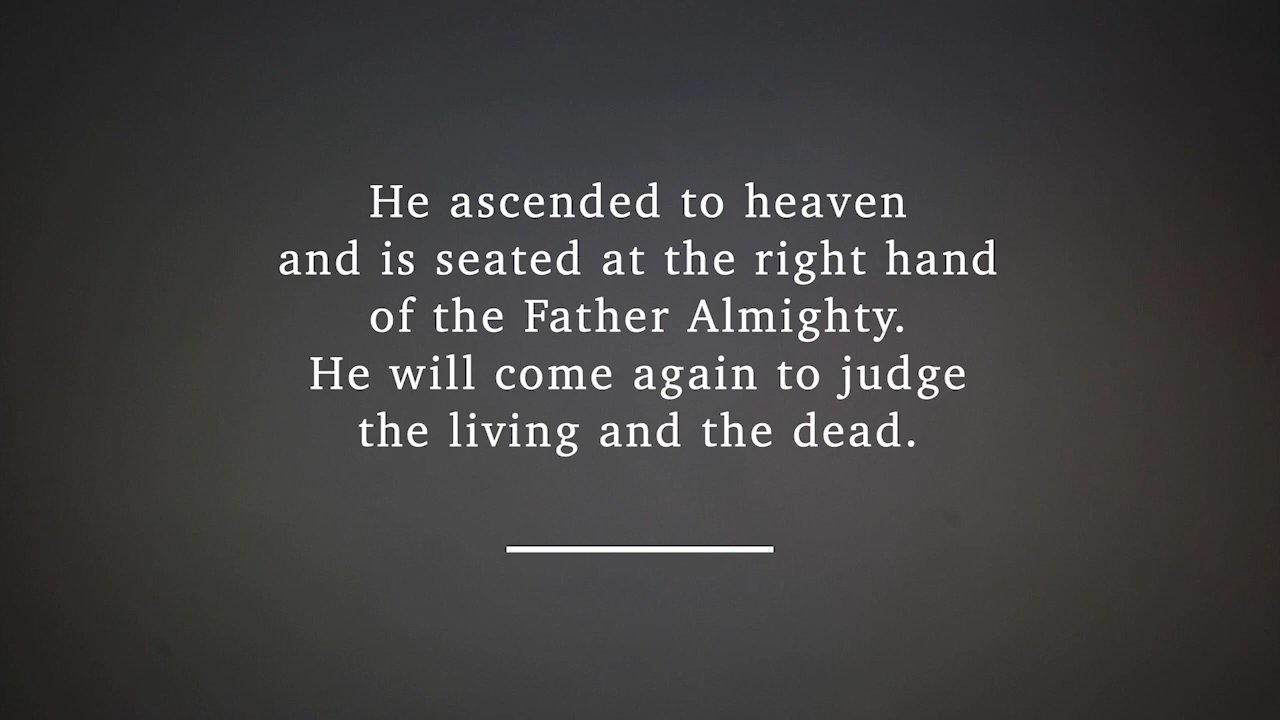 He ascended to heaven
and is seated at the right hand
of the Father Almighty.
He will come again to judge
the living and the dead.